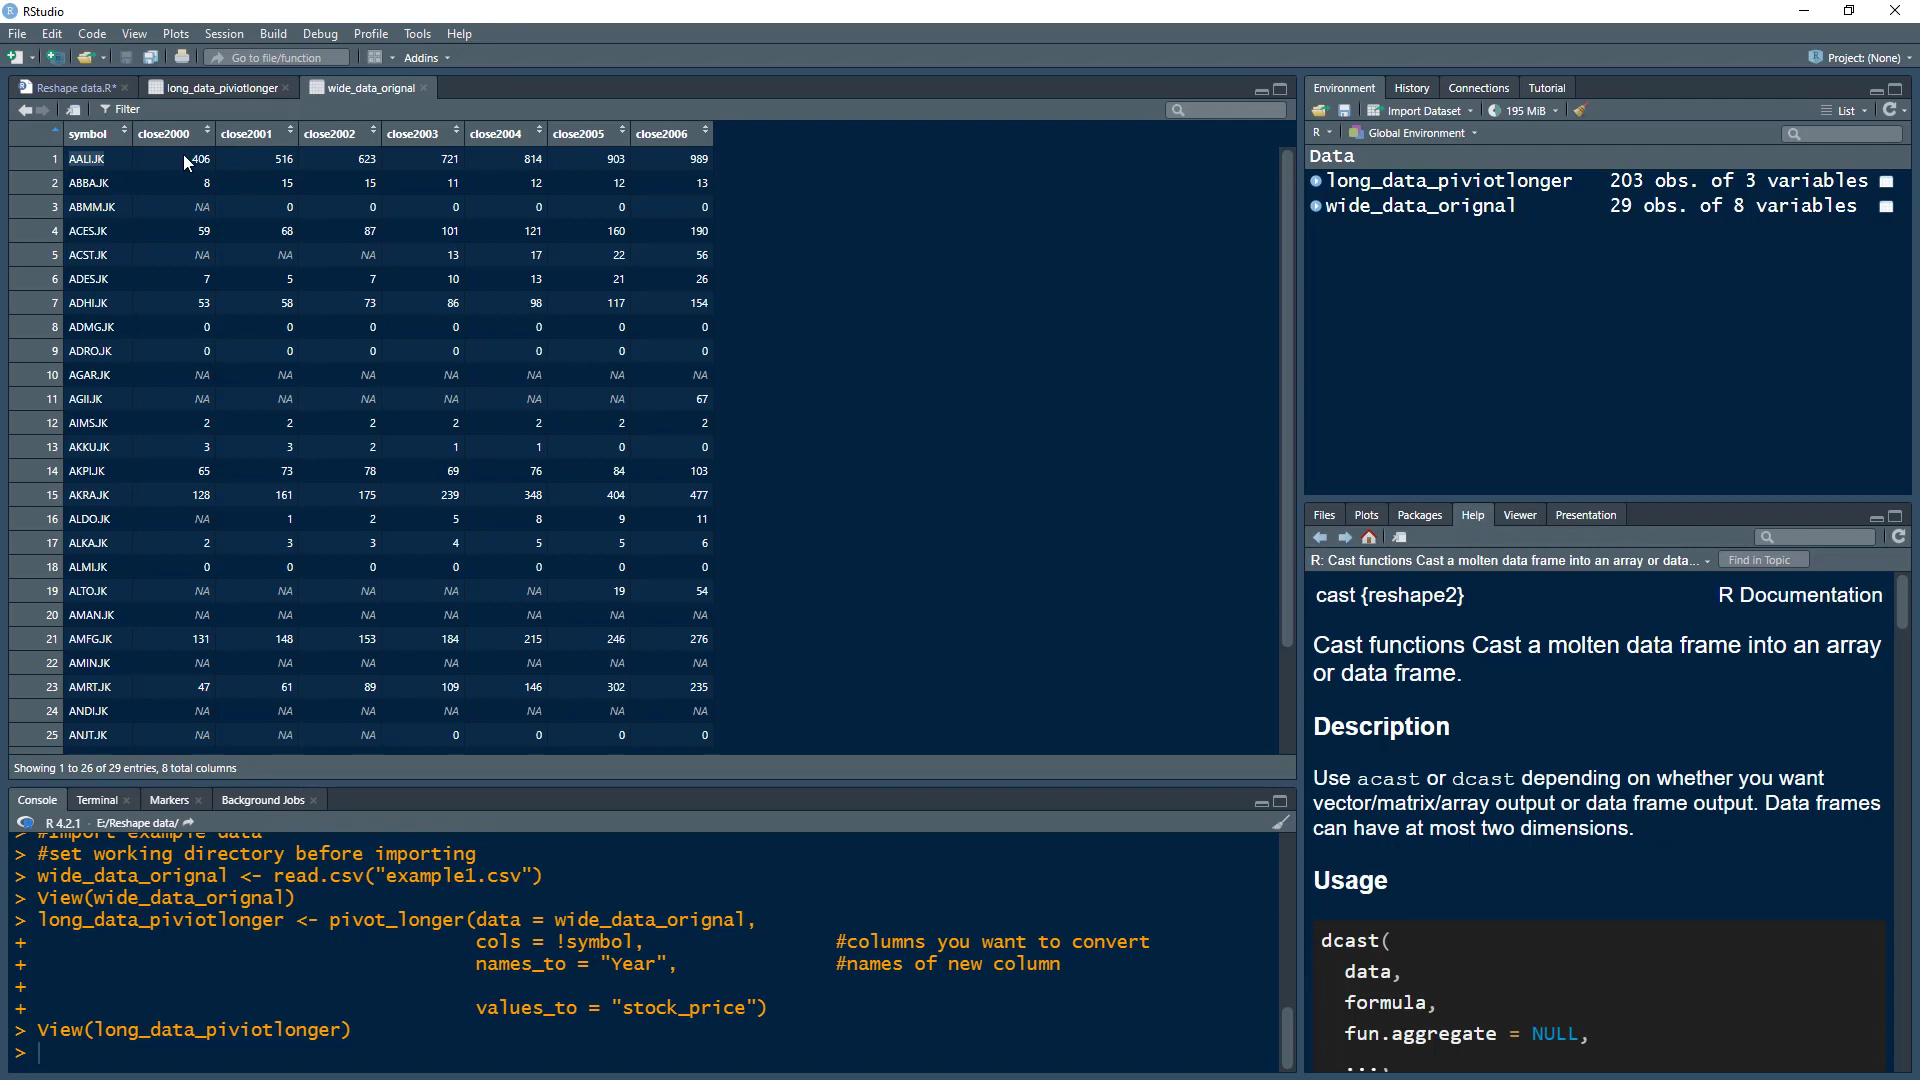 RStudio
File Edit Code View Plots Session Build Debug Profile Tools Help
Go to file/function Addins Project: (None)
Reshape data.R* long_data_piviotlonger wide_data_orignal
Filter
symbol close2000 close2001 close2002 close2003 close2004 close2005 close2006
1 AALI.JK 406 516 623 721 814 903 989
2 ABBA.JK 8 15 15 11 12 12 13
3 ABMM.JK NA 0 0 0 0 0 0
4 ACES.JK 59 68 87 101 121 160 190
5 ACST.JK NA NA NA 13 17 22 56
6 ADES.JK 7 5 7 10 13 21 26
7 ADHI.JK 53 58 73 86 98 117 154
8 ADMG.JK 0 0 0 0 0 0 0
9 ADRO.JK 0 0 0 0 0 0 0
10 AGAR.JK NA NA NA NA NA NA NA
11 AGII.JK NA NA NA NA NA NA 67
12 AIMS.JK 2 2 2 2 2 2 2
13 AKKU.JK 3 3 2 1 1 0 0
14 AKPI.JK 65 73 78 69 76 84 103
15 AKRA.JK 128 161 175 239 348 404 477
16 ALDO.JK NA 1 2 5 8 9 11
17 ALKA.JK 2 3 3 4 5 5 6
18 ALMI.JK 0 0 0 0 0 0 0
19 ALTO.JK NA NA NA NA NA 19 54
20 AMAN.JK NA NA NA NA NA NA NA
21 AMFG.JK 131 148 153 184 215 246 276
22 AMIN.JK NA NA NA NA NA NA NA
23 AMRT.JK 47 61 89 109 146 302 235
24 ANDI.JK NA NA NA NA NA NA NA
25 ANJT.JK NA NA NA 0 0 0 0
Showing 1 to 26 of 29 entries, 8 total columns
Console Terminal Markers Background Jobs
R 4.2.1 · E:/Reshape data/
> #import example data
> #set working directory before importing
> wide_data_orignal <- read.csv("example1.csv")
> View(wide_data_orignal)
> long_data_piviotlonger <- pivot_longer(data = wide_data_orignal,
+ cols = !symbol, #columns you want to convert
+ names_to = "Year", #names of new column
+
+ values_to = "stock_price")
> View(long_data_piviotlonger)
>
Environment History Connections Tutorial
Import Dataset 195 MiB List
R Global Environment
Data
long_data_piviotlonger 203 obs. of 3 variables
wide_data_orignal 29 obs. of 8 variables
Files Plots Packages Help Viewer Presentation
R: Cast functions Cast a molten data frame into an array or data... Find in Topic
cast {reshape2} R Documentation
Cast functions Cast a molten data frame into an array
or data frame.
Description
Use acast or dcast depending on whether you want
vector/matrix/array output or data frame output. Data frames
can have at most two dimensions.
Usage
dcast(
data,
formula,
fun.aggregate = NULL,
...,